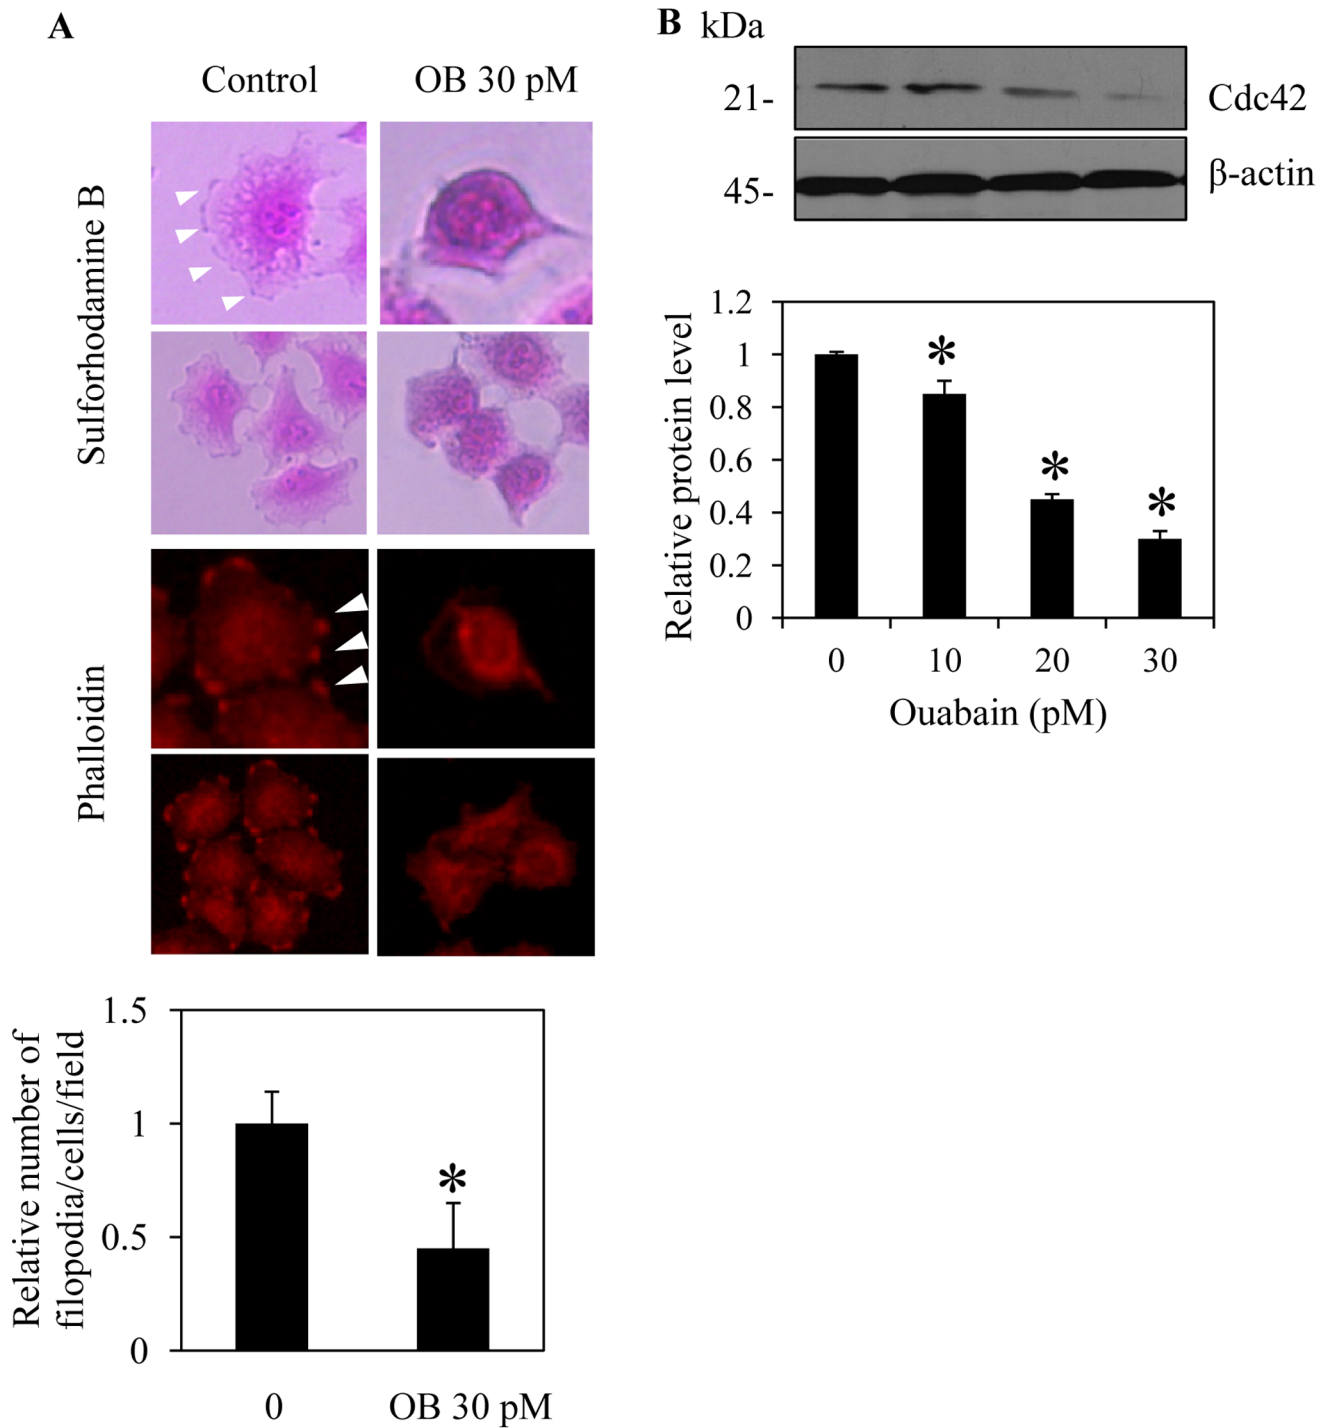 A
Control
OB 30 pM
Sulforhodamine B
Phalloidin
1.5
1
0.5
0
Relative number of
filopodia/cells/field
*
0
OB 30 pM
B kDa
21-
Cdc42
45-
β-actin
1.2
1
0.8
0.6
0.4
0.2
0
Relative protein level
*
*
*
0
10
20
30
Ouabain (pM)